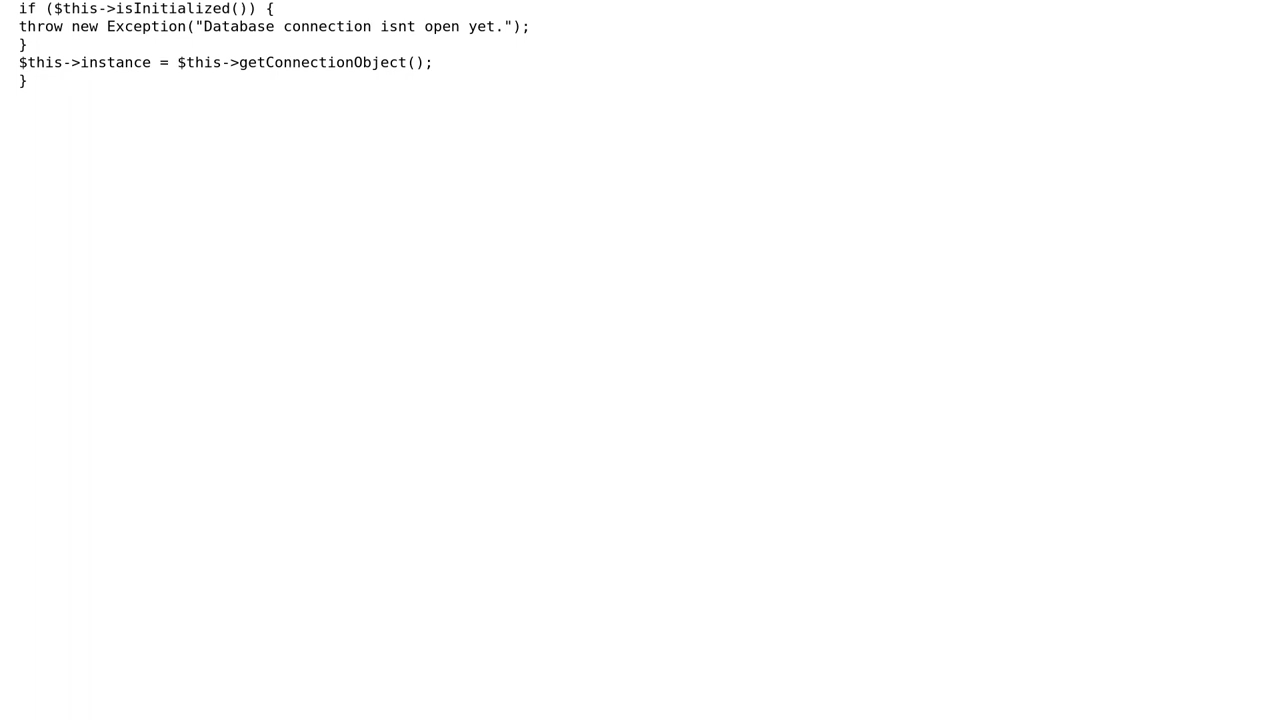 if ($this->isInitialized()) {
throw new Exception("Database connection isnt open yet.");
}
$this->instance = $this->getConnectionObject();
}